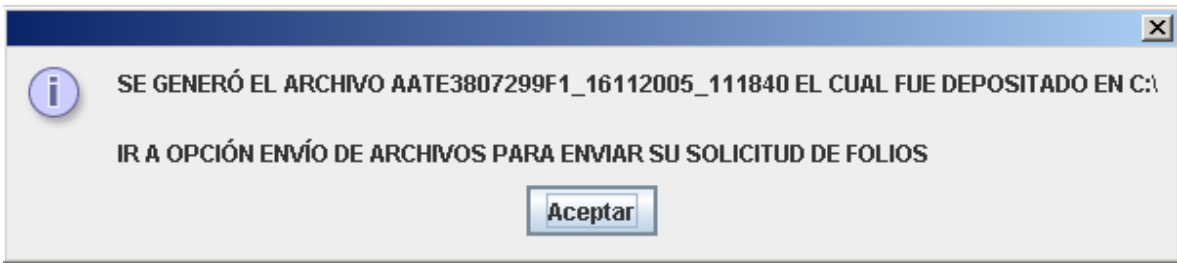 SE GENERÓ EL ARCHIVO AATE3807299F1_16112005_111840 EL CUAL FUE DEPOSITADO EN C:\
IR A OPCIÓN ENVÍO DE ARCHIVOS PARA ENVIAR SU SOLICITUD DE FOLIOS
Aceptar